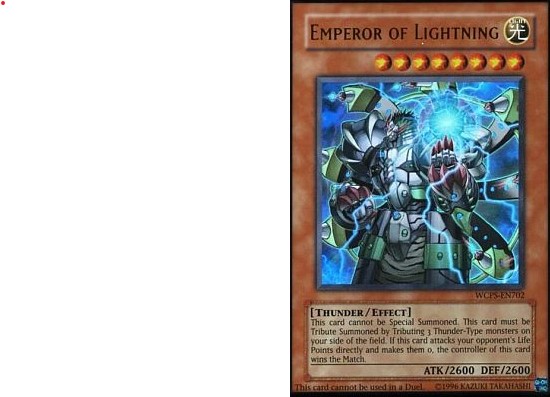 EMPEROR OF LIGHTNING
LIGHT
光
WCPS-EN702
[THUNDER/EFFECT]
This card cannot be Special Summoned. This card must be
Tribute Summoned by Tributing 3 Thunder-Type monsters on
your side of the field. If this card attacks your opponent's Life
Points directly and makes them 0, the controller of this card
wins the Match.
ATK/2600 DEF/2600
This card cannot be used in a Duel. ©1996 KAZUKI TAKAHASHI